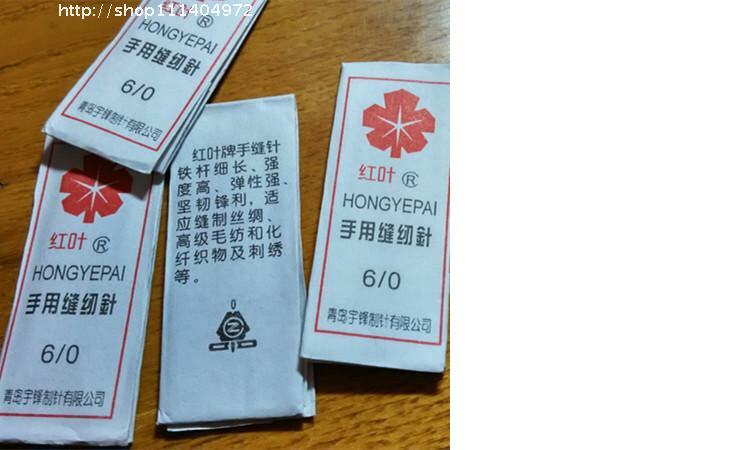 http://shop111404972
®
HONGYEPAI
手用缝纫針
6/0
青岛宇锋制针有限公司
红叶®
HONGYEPAI
手用缝纫針
6/0
青岛宇锋制针有限公司
红叶牌手缝针
铁杆细长、强
度高、弹性强、
坚韧锋利，适
应缝制丝绸、
高级毛纺和化
纤织物及刺绣
等。
红叶®
HONGYEPAI
手用缝纫針
6/0
青岛宇锋制针有限公司